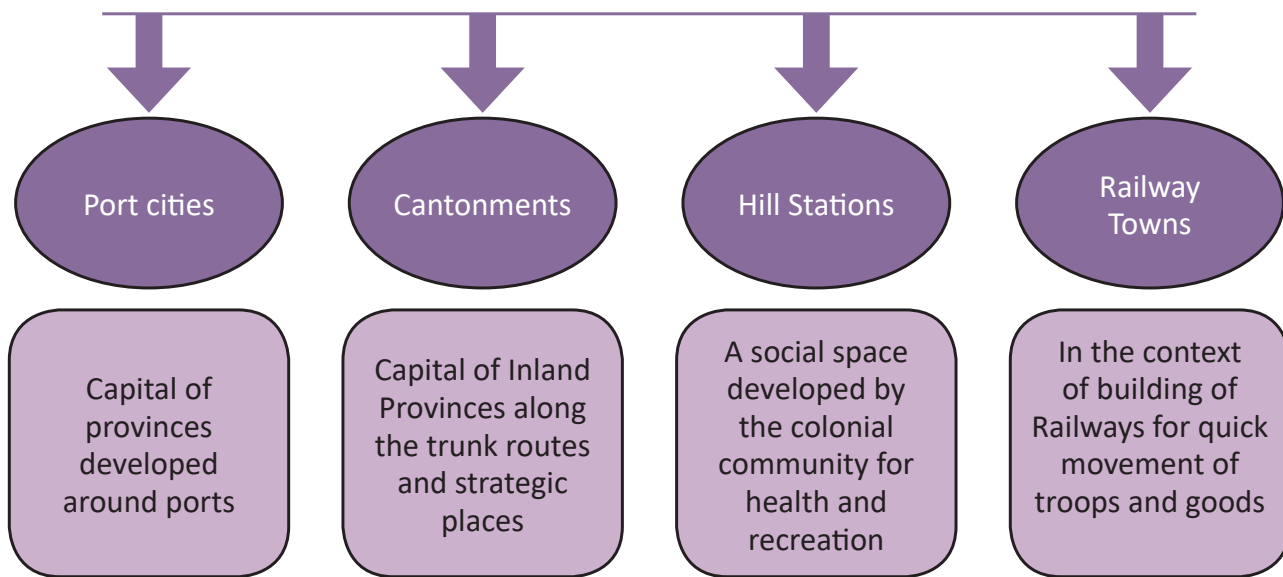 Port cities
Cantonments
Hill Stations
Railway
Towns
Capital of
provinces
developed
around ports
Capital of Inland
Provinces along
the trunk routes
and strategic
places
A social space
developed by
the colonial
community for
health and
recreation
In the context
of building of
Railways for quick
movement of
troops and goods